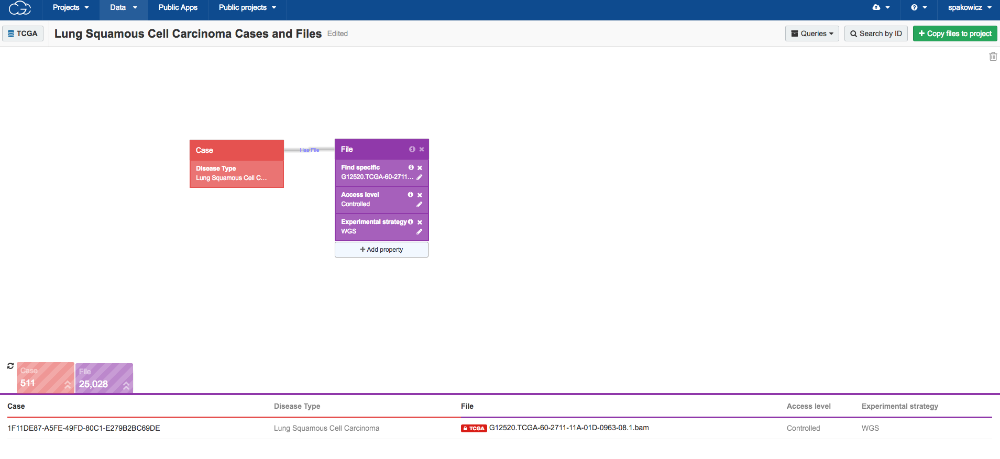 Projects Data Public Apps Public projects spakowicz
TCGA Lung Squamous Cell Carcinoma Cases and Files Edited Queries Search by ID + Copy files to project
Case Has File File
Disease Type
Lung Squamous Cell C...
Find specific
G12520.TCGA-60-2711...
Access level
Controlled
Experimental strategy
WGS
+ Add property
Case File
511 25,028
Case Disease Type File Access level Experimental strategy
1F11DE87-A5FE-49FD-80C1-E279B2BC69DE Lung Squamous Cell Carcinoma TCGA G12520.TCGA-60-2711-11A-01D-0963-08.1.bam Controlled WGS